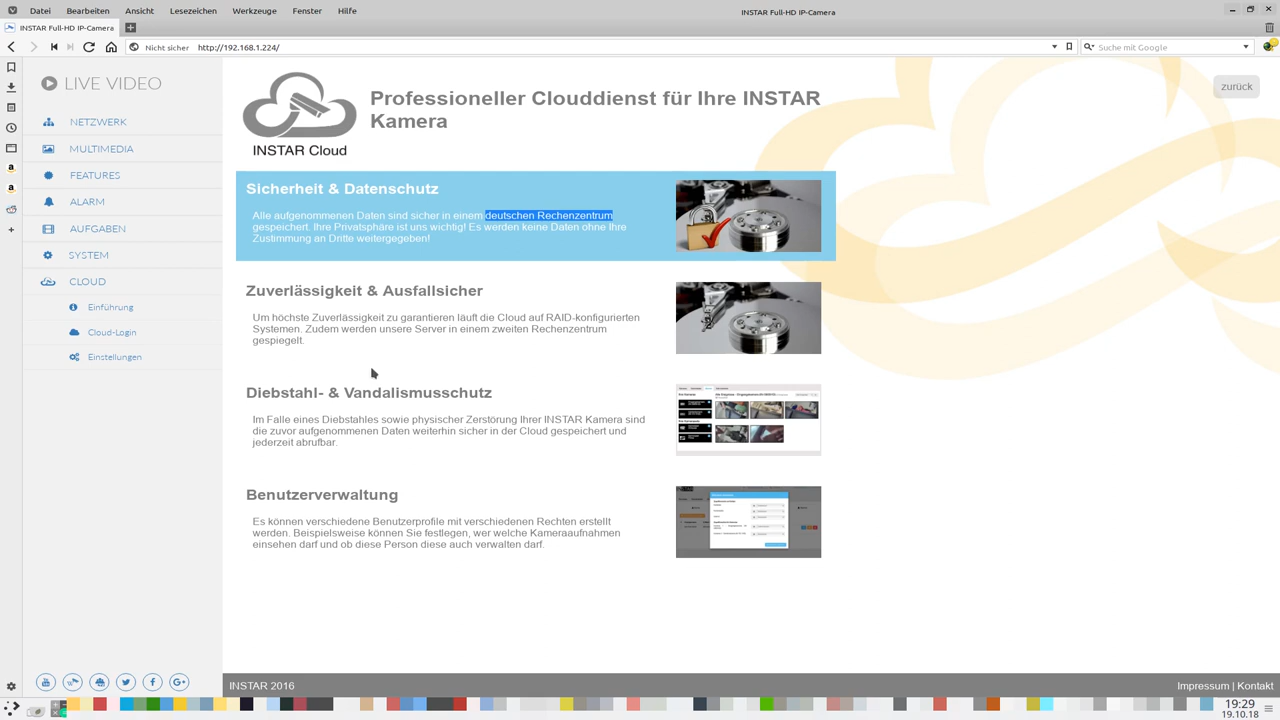 Datei Bearbeiten Ansicht Lesezeichen Werkzeuge Fenster Hilfe
INSTAR Full-HD IP-Camera
INSTAR Full-HD IP-Camera
Nicht sicher http://192.168.1.224/
Suche mit Google
LIVE VIDEO
NETZWERK
MULTIMEDIA
FEATURES
ALARM
AUFGABEN
SYSTEM
CLOUD
Einführung
Cloud-Login
Einstellungen
INSTAR Cloud
Professioneller Clouddienst für Ihre INSTAR
Kamera
zurück
Sicherheit & Datenschutz
Alle aufgenommenen Daten sind sicher in einem deutschen Rechenzentrum
gespeichert. Ihre Privatsphäre ist uns wichtig! Es werden keine Daten ohne Ihre
Zustimmung an Dritte weitergegeben!
Zuverlässigkeit & Ausfallsicher
Um höchste Zuverlässigkeit zu garantieren läuft die Cloud auf RAID-konfigurierten
Systemen. Zudem werden unsere Server in einem zweiten Rechenzentrum
gespiegelt.
Diebstahl- & Vandalismusschutz
Im Falle eines Diebstahles sowie physischer Zerstörung Ihrer INSTAR Kamera sind
die zuvor aufgenommenen Daten weiterhin sicher in der Cloud gespeichert und
jederzeit abrufbar.
Benutzerverwaltung
Es können verschiedene Benutzerprofile mit verschiedenen Rechten erstellt
werden. Beispielsweise können Sie festlegen, wer welche Kameraaufnahmen
einsehen darf und ob diese Person diese auch verwalten darf.
INSTAR 2016
Impressum | Kontakt
19:29
19.10.18